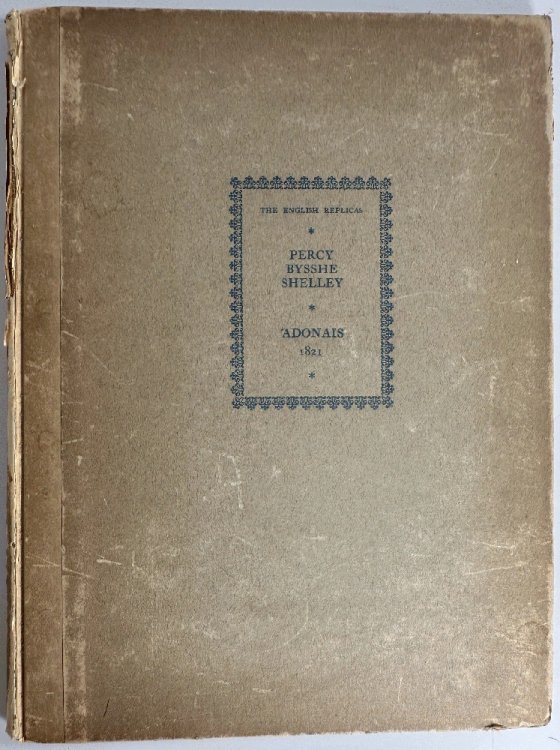 THE ENGLISH REPLICAS
*
PERCY
BYSSHE
SHELLEY
*
ADONAIS
1821
*